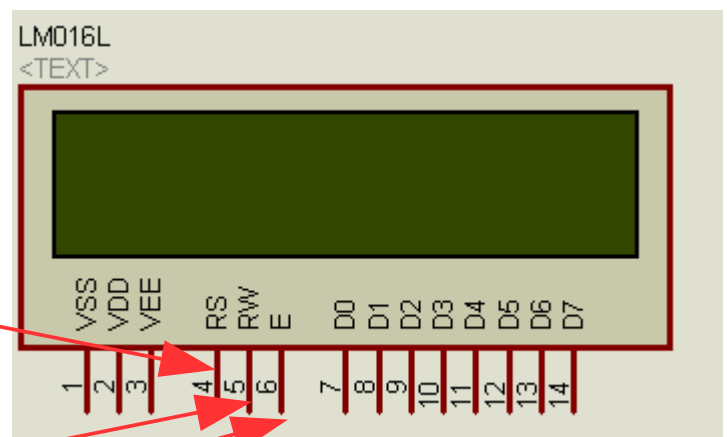 LM016L
<TEXT>
VSS VDD VEE RS RW E D0 D1 D2 D3 D4 D5 D6 D7
1 2 3 4 5 6 7 8 9 10 11 12 13 14